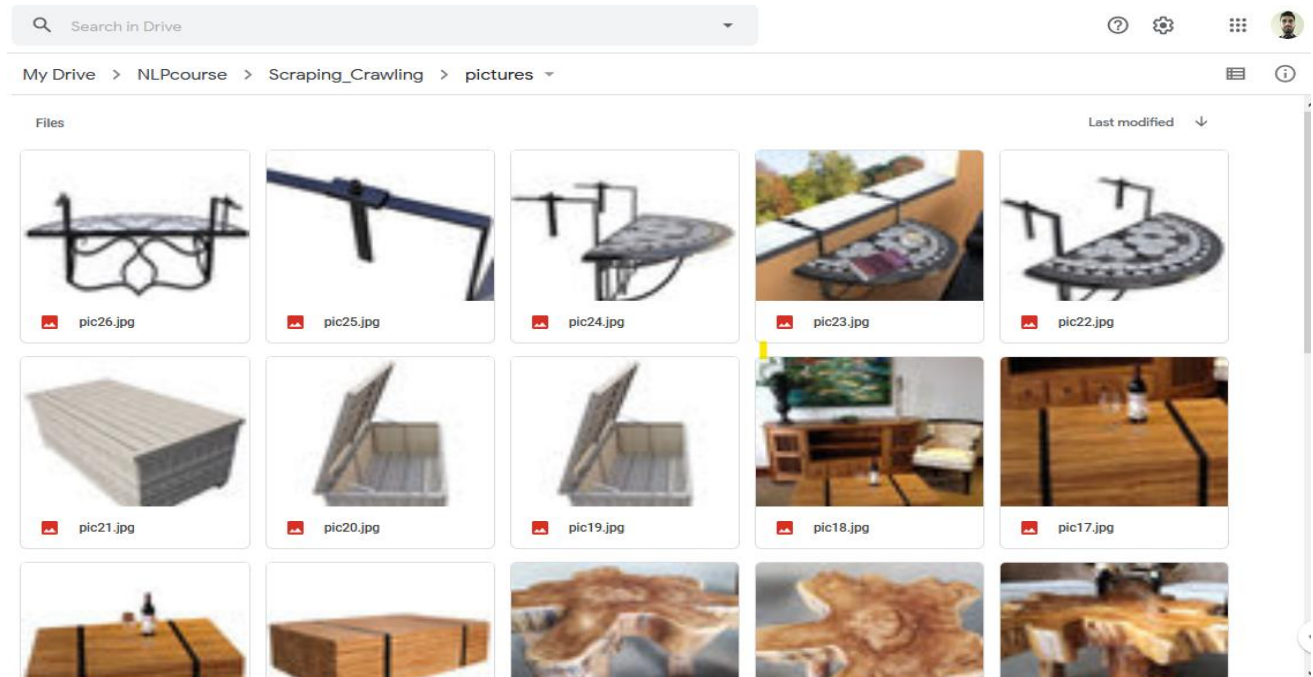 Search in Drive
My Drive > NLPcourse > Scraping_Crawling > pictures
Files
Last modified
pic26.jpg
pic25.jpg
pic24.jpg
pic23.jpg
pic22.jpg
pic21.jpg
pic20.jpg
pic19.jpg
pic18.jpg
pic17.jpg